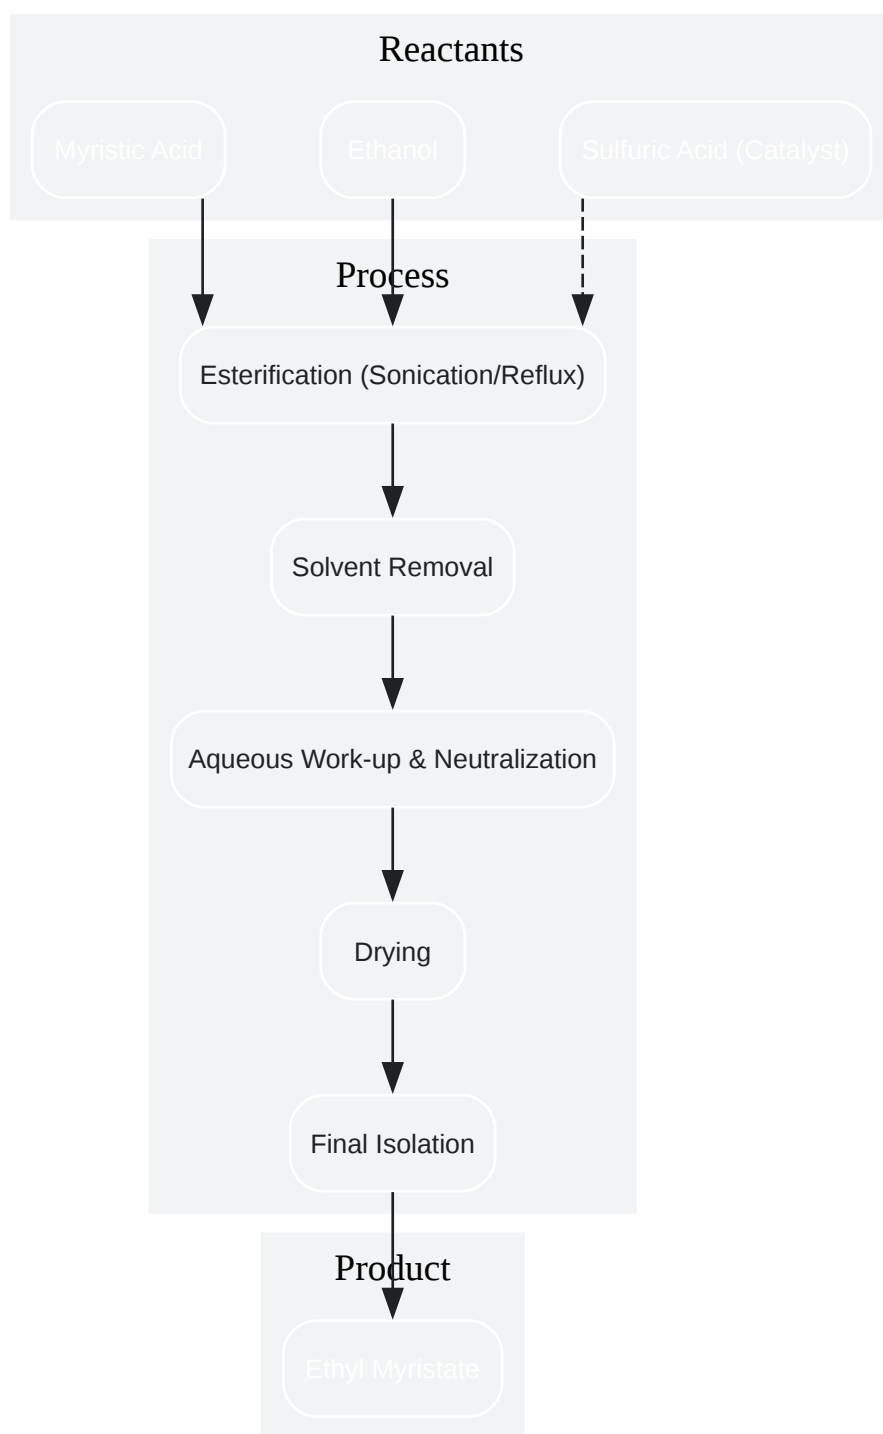 Reactants
Myristic Acid
Ethanol
Sulfuric Acid (Catalyst)
Process
Esterification (Sonication/Reflux)
Solvent Removal
Aqueous Work-up & Neutralization
Drying
Final Isolation
Product
Ethyl Myristate